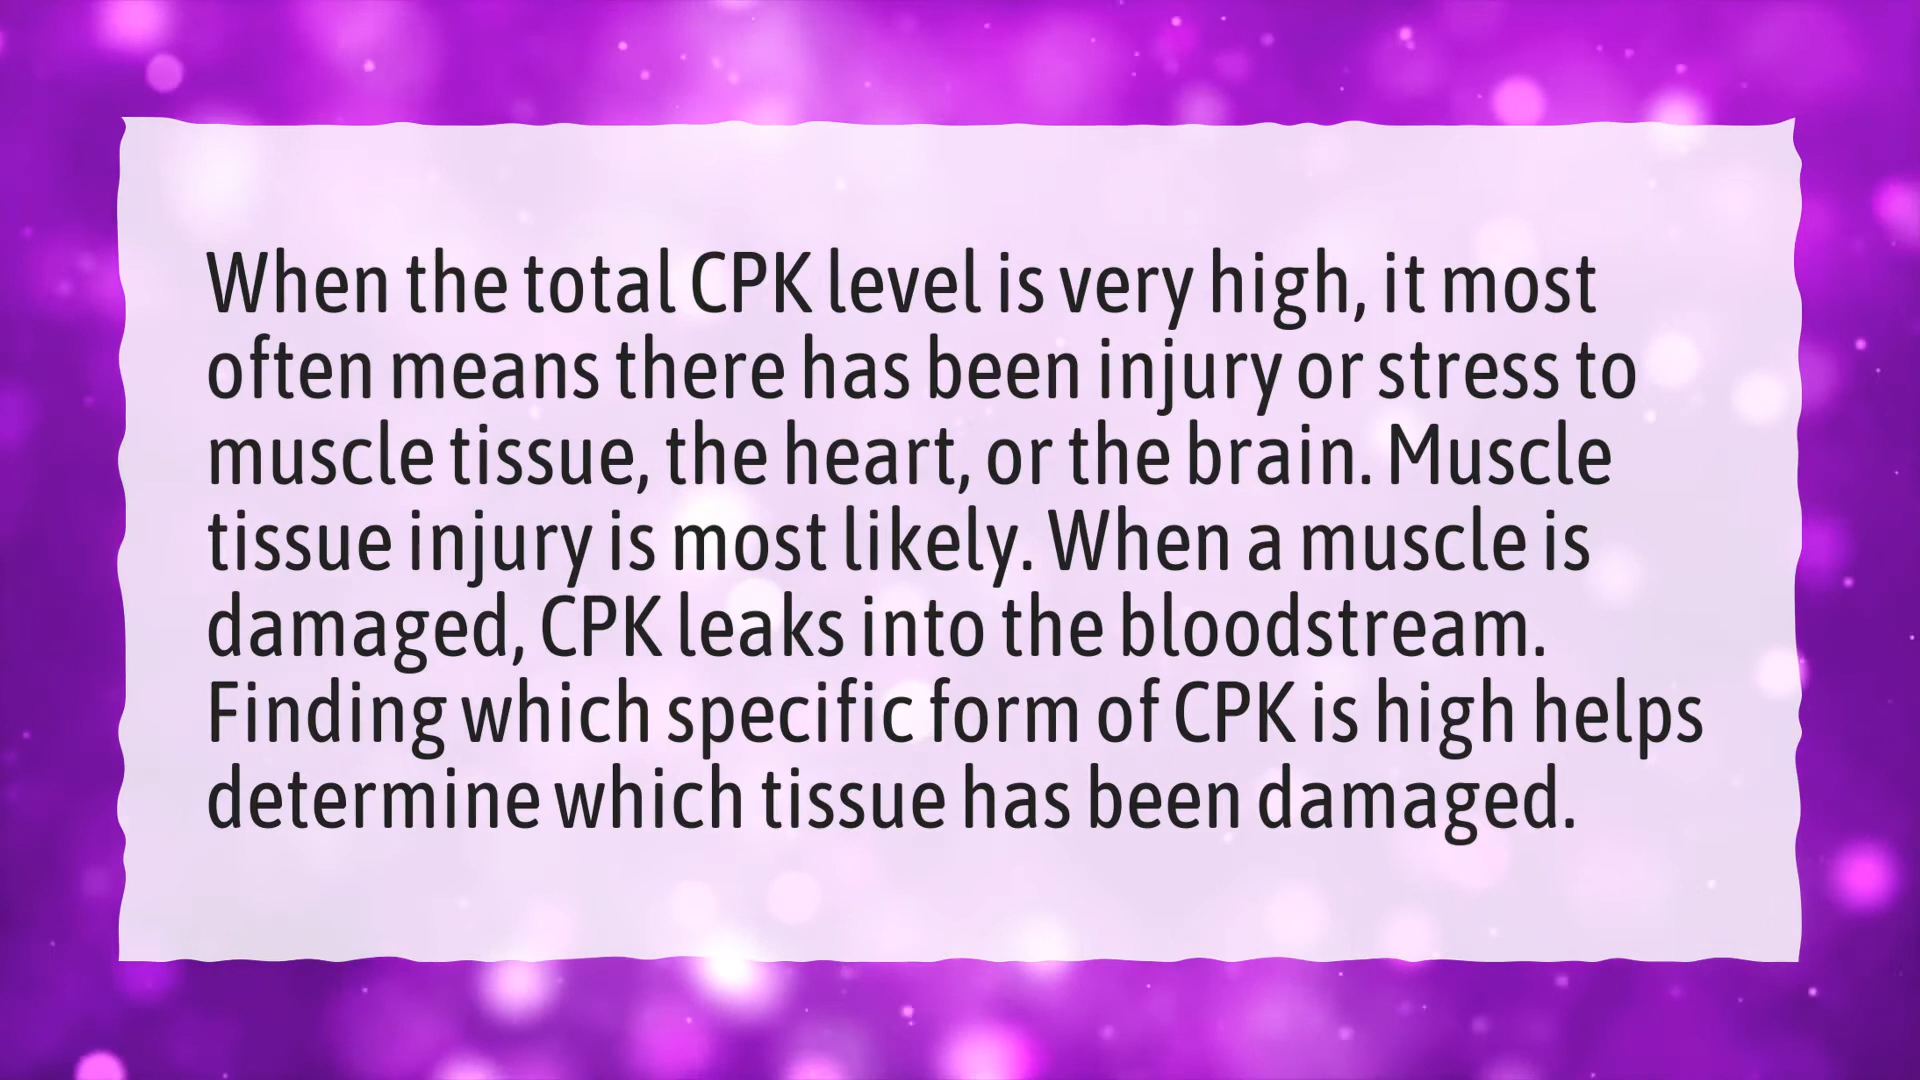 When the total CPK level is very high, it most
often means there has been injury or stress to
muscle tissue, the heart, or the brain. Muscle
tissue injury is most likely. When a muscle is
damaged, CPK leaks into the bloodstream.
Finding which specific form of CPK is high helps
determine which tissue has been damaged.